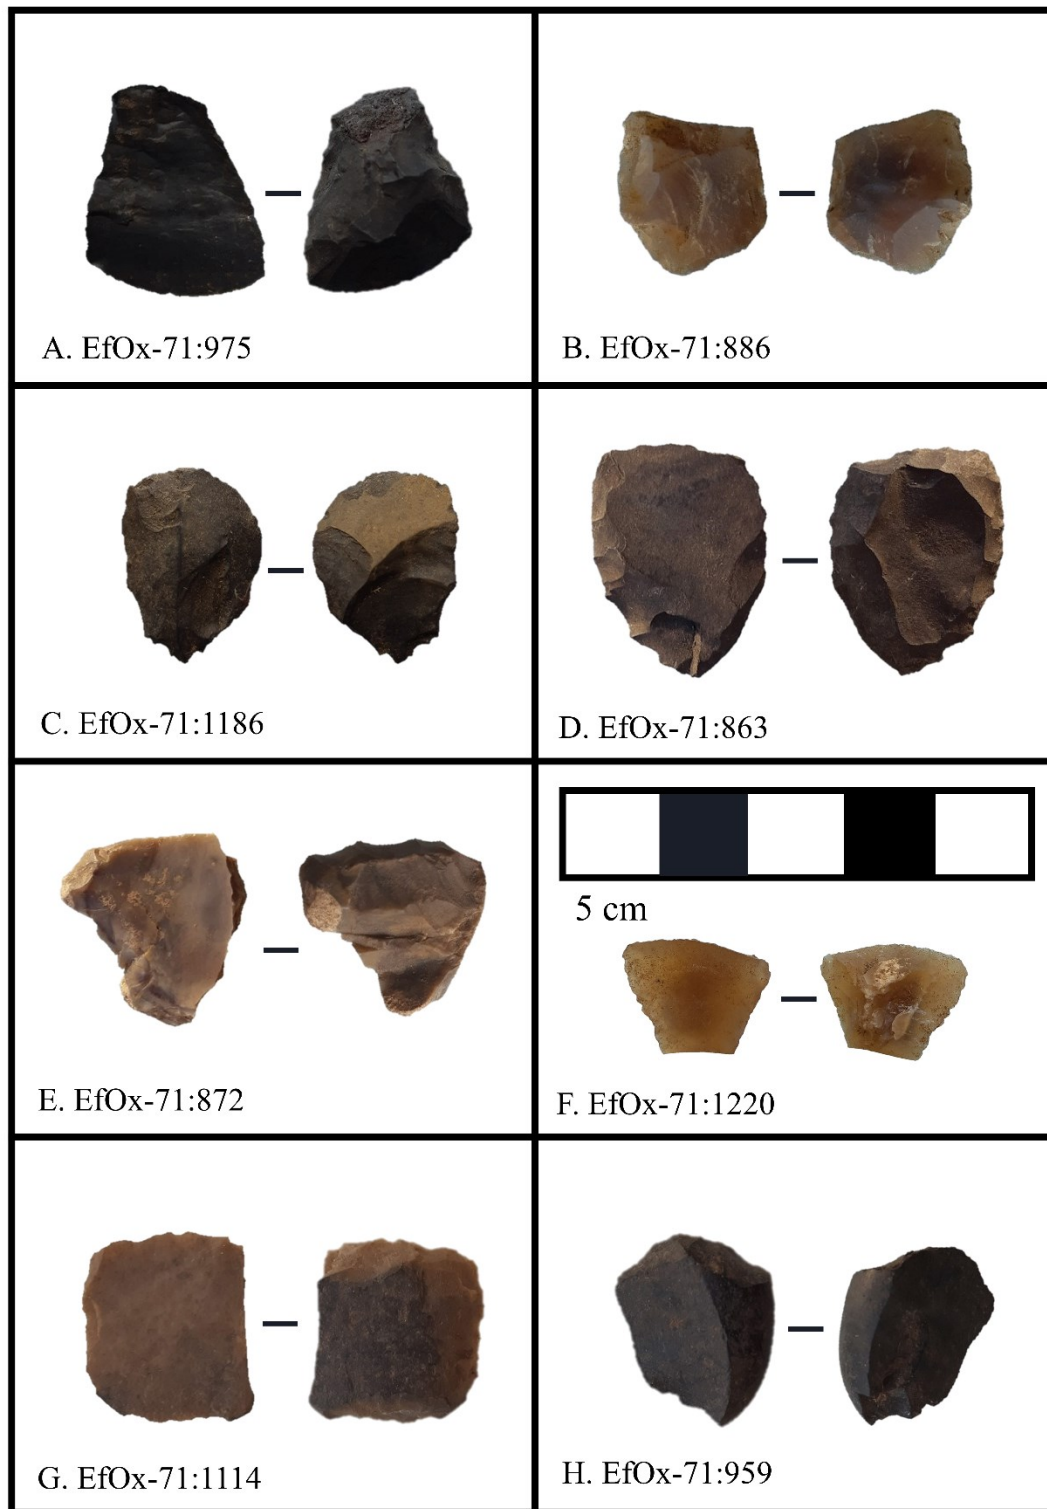 A. EfOx-71:975
B. EfOx-71:886
C. EfOx-71:1186
D. EfOx-71:863
E. EfOx-71:872
5 cm
F. EfOx-71:1220
G. EfOx-71:1114
H. EfOx-71:959